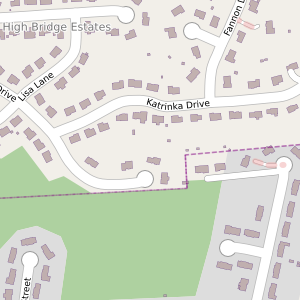 High Bridge Estates
Fannon D
Lisa Lane
Drive
Katrinka Drive
street